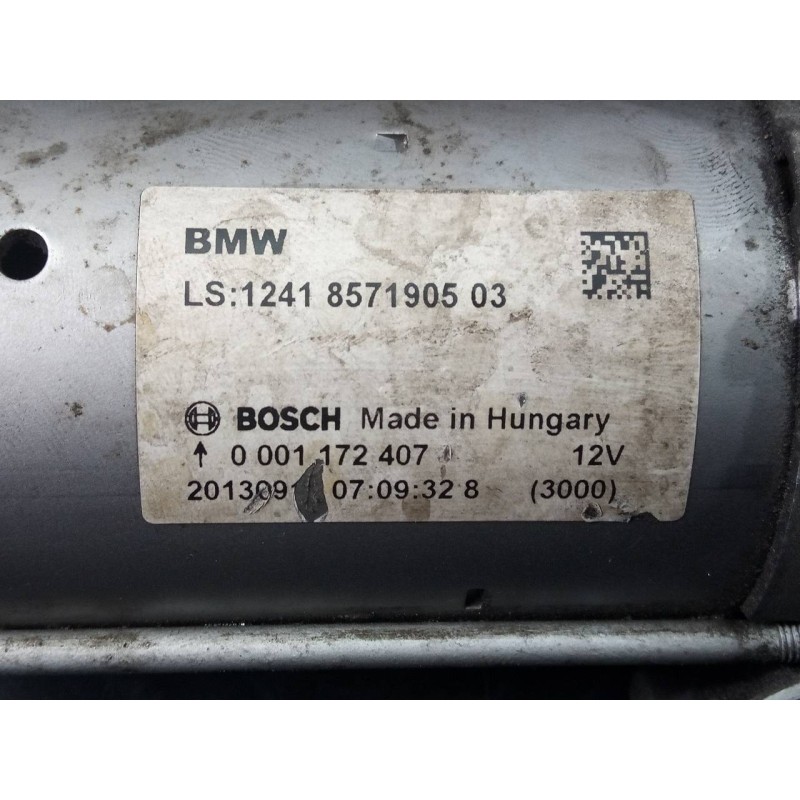 BMW
LS:1241 8571905 03
BOSCH Made in Hungary
↑ 0 001 172 407 12V
07:09:32 8 (3000)